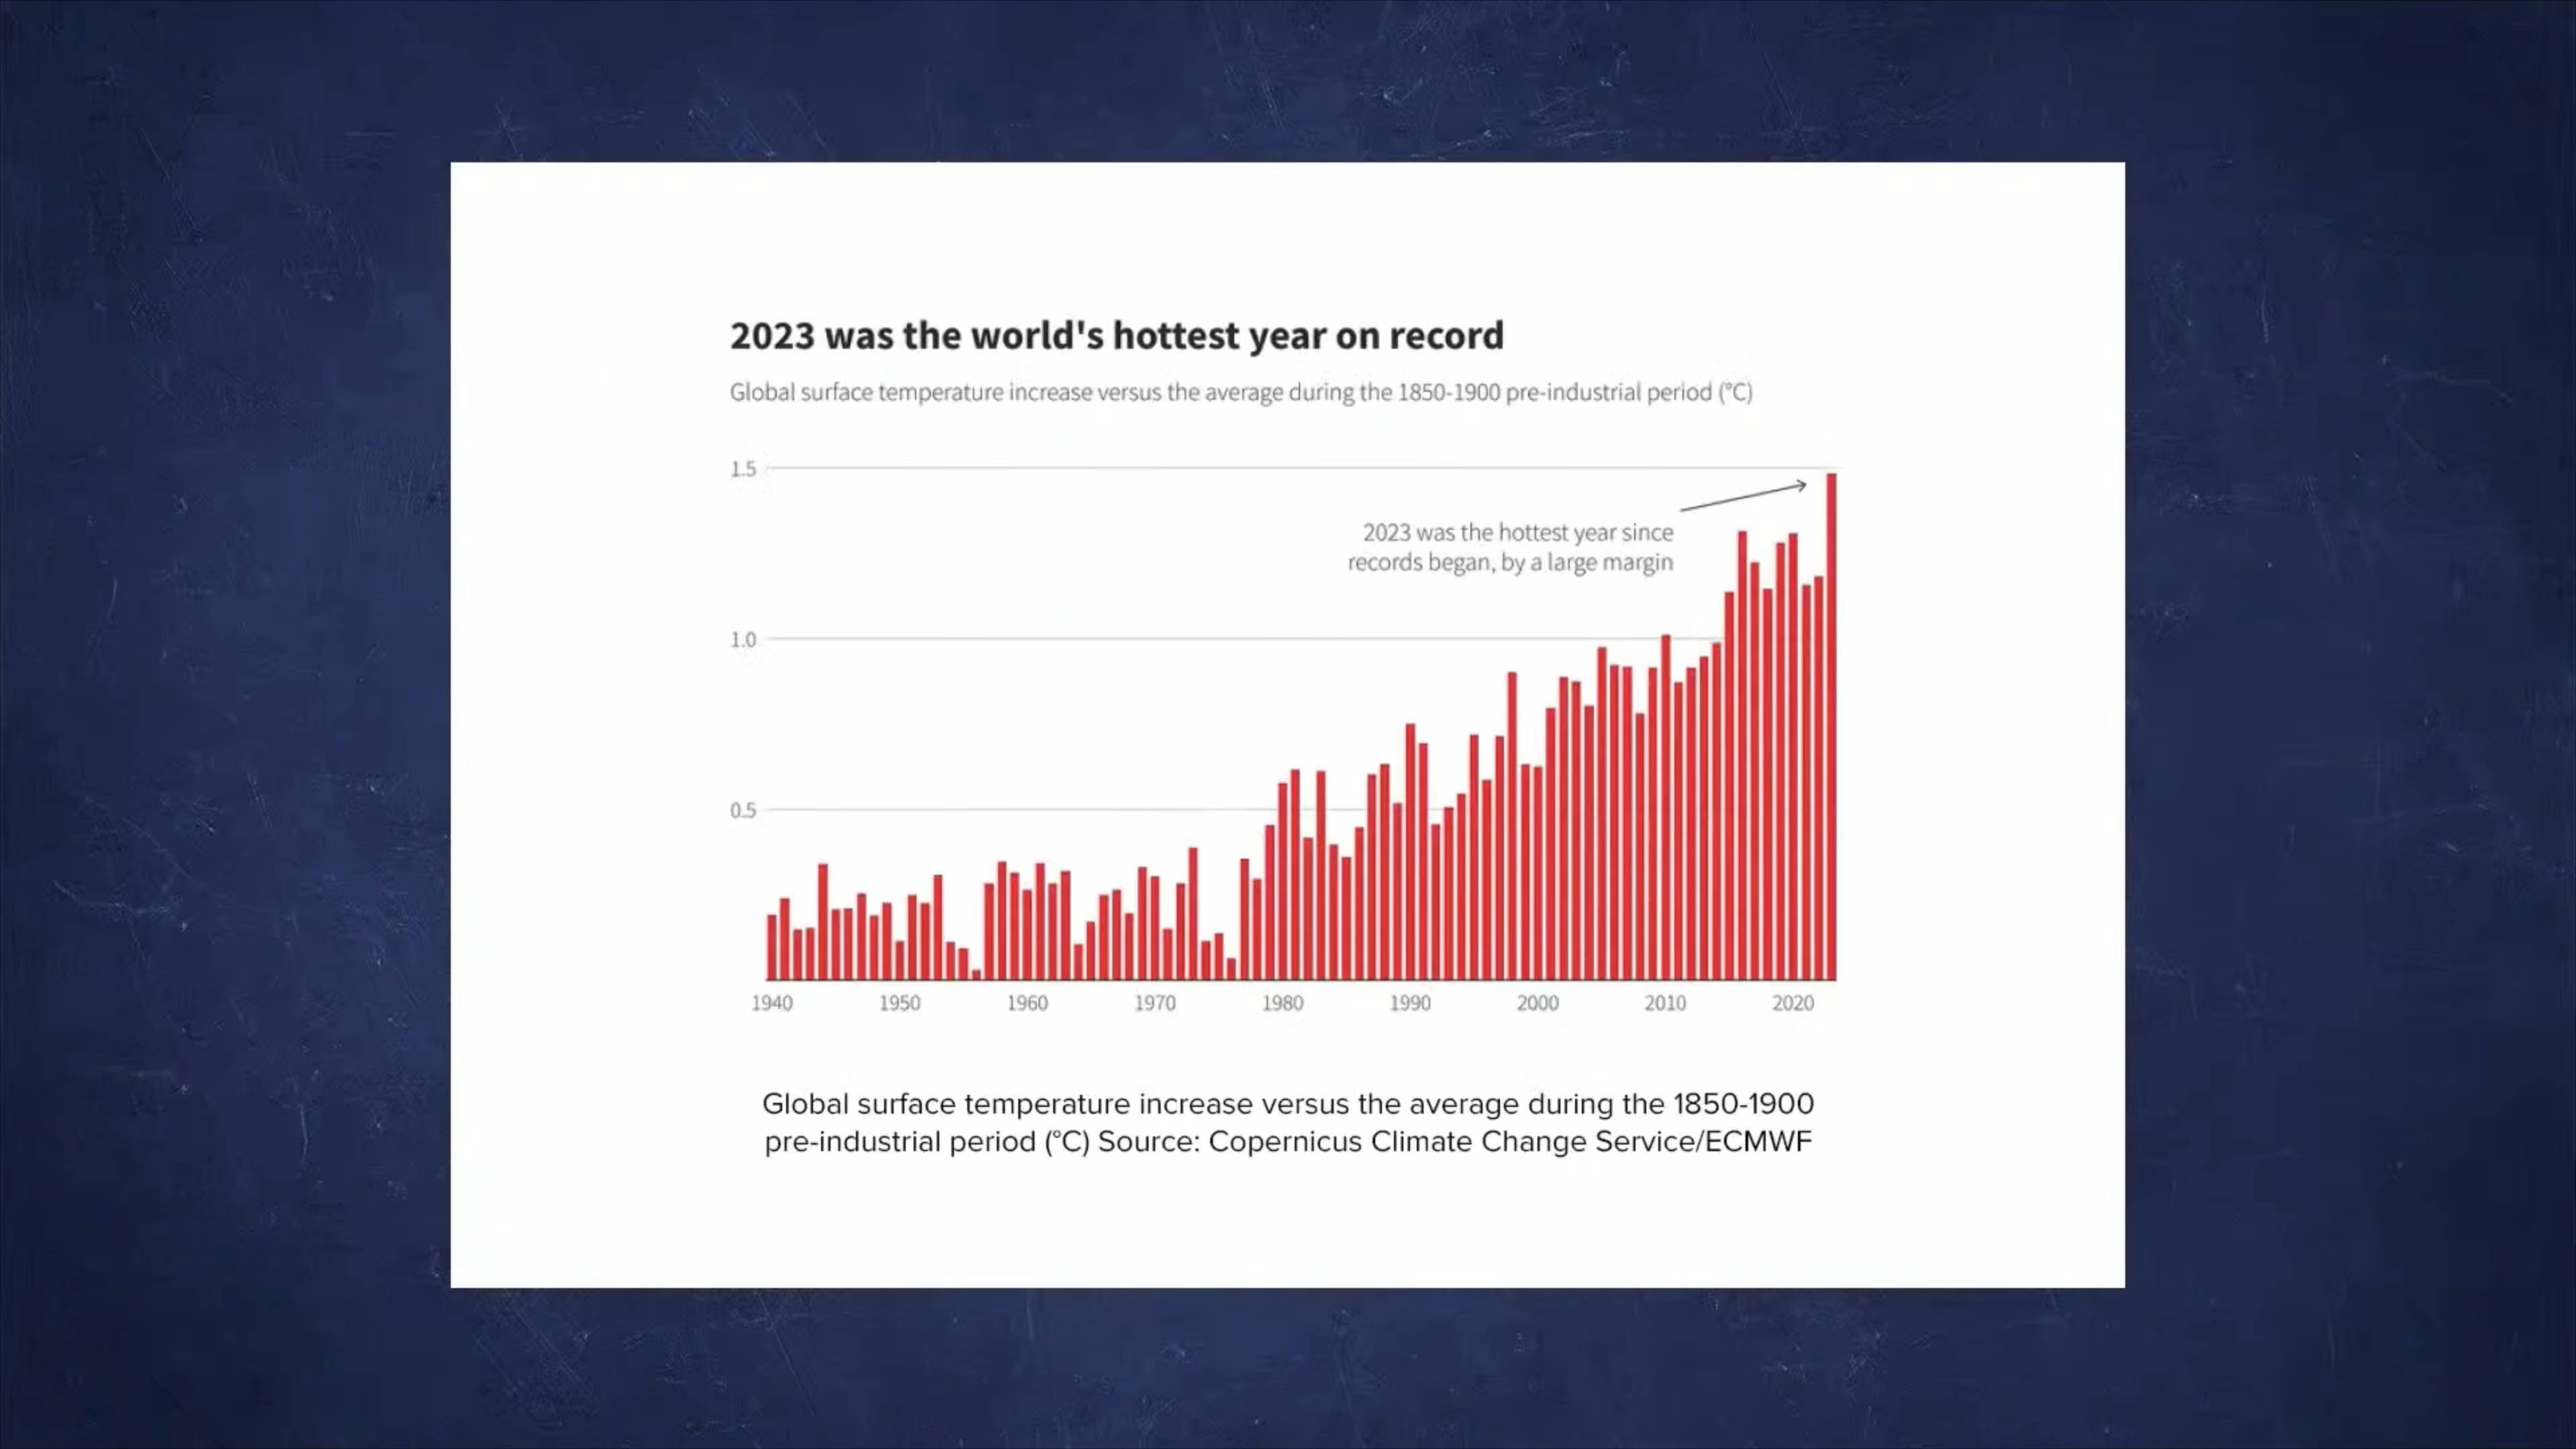 2023 was the world's hottest year on record
Global surface temperature increase versus the average during the 1850-1900 pre-industrial period (°C)
1.5
2023 was the hottest year since
records began, by a large margin
1.0
0.5
1940 1950 1960 1970 1980 1990 2000 2010 2020
Global surface temperature increase versus the average during the 1850-1900
pre-industrial period (°C) Source: Copernicus Climate Change Service/ECMWF